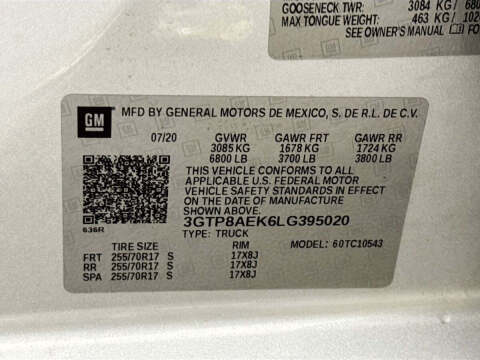 GOOSENECK TWR: 3084 KG/ 680
MAX TONGUE WEIGHT: 463 KG / 102
SEE OWNER'S MANUAL FO
GM
MFD BY GENERAL MOTORS DE MEXICO, S. DE R.L. DE C.V.
07/20 GVWR GAWR FRT GAWR RR
3085 KG 1678 KG 1724 KG
6800 LB 3700 LB 3800 LB
THIS VEHICLE CONFORMS TO ALL
APPLICABLE U.S. FEDERAL MOTOR
VEHICLE SAFETY STANDARDS IN EFFECT
ON THE DATE OF MANUFACTURE
SHOWN ABOVE.
3GTP8AEK6LG395020
636R
TYPE: TRUCK
TIRE SIZE RIM MODEL: 60TC10543
FRT 255/70R17 S 17X8J
RR 255/70R17 S 17X8J
SPA 255/70R17 S 17X8J